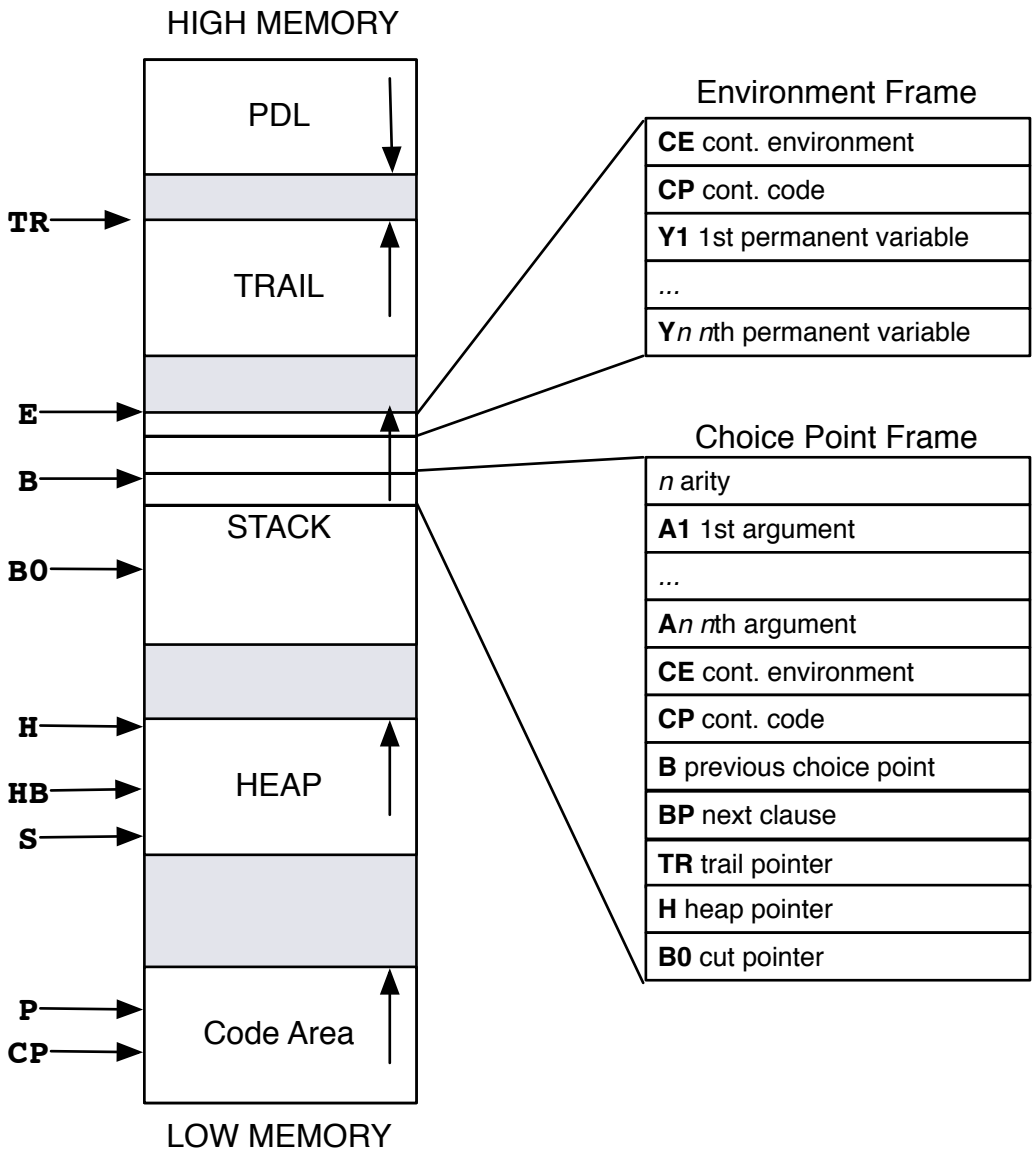 HIGH MEMORY
PDL
TR
TRAIL
E
B
STACK
B0
H
HB
HEAP
S
P
Code Area
CP
LOW MEMORY
Environment Frame
CE cont. environment
CP cont. code
Y1 1st permanent variable
...
Yn nth permanent variable
Choice Point Frame
n arity
A1 1st argument
...
An nth argument
CE cont. environment
CP cont. code
B previous choice point
BP next clause
TR trail pointer
H heap pointer
B0 cut pointer